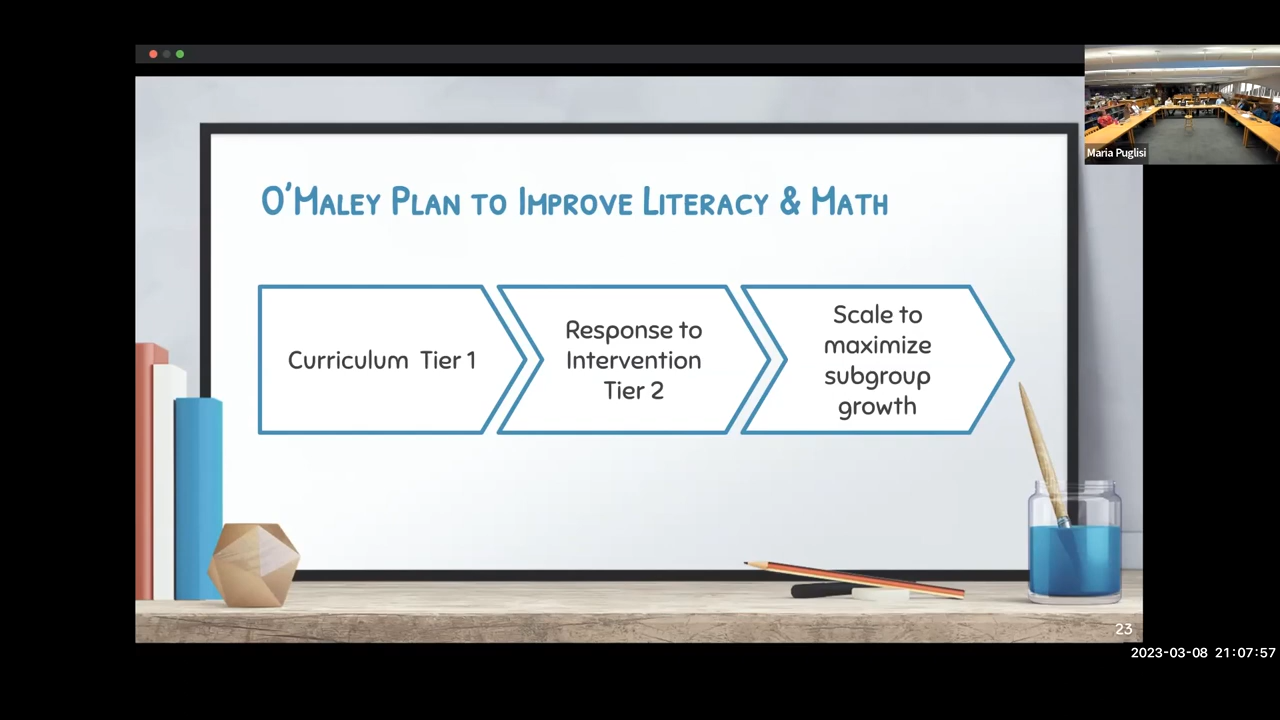 Maria Puglisi
O'Maley Plan to Improve Literacy & Math
Curriculum Tier 1
Response to
Intervention
Tier 2
Scale to
maximize
subgroup
growth
23
2023-03-08 21:07:57